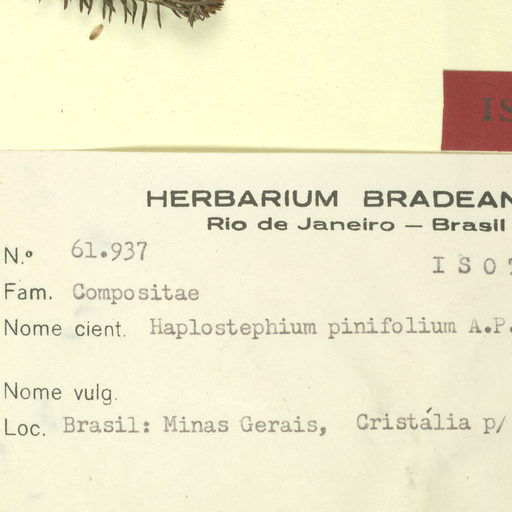 IS
HERBARIUM BRADEAN
Rio de Janeiro — Brasil
N.º 61.937
I S O T
Fam. Compositae
Nome cient. Haplostephium pinifolium A.P.
Nome vulg.
Loc. Brasil: Minas Gerais, Cristália p/